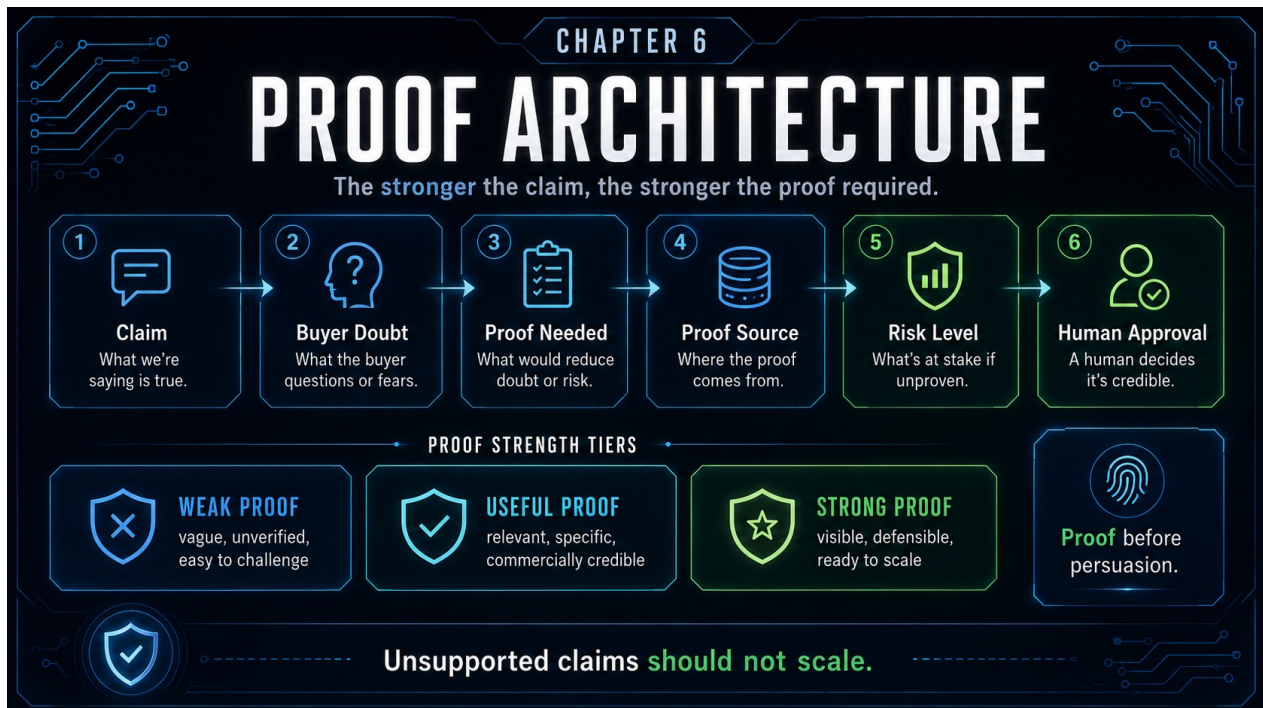 CHAPTER 6
PROOF ARCHITECTURE
The stronger the claim, the stronger the proof required.
1
Claim
What we're
saying is true.
2
?
Buyer Doubt
What the buyer
questions or fears.
3
Proof Needed
What would reduce
doubt or risk.
4
Proof Source
Where the proof
comes from.
5
Risk Level
What's at stake if
unproven.
6
Human Approval
A human decides
it's credible.
PROOF STRENGTH TIERS
WEAK PROOF
vague, unverified,
easy to challenge
USEFUL PROOF
relevant, specific,
commercially credible
STRONG PROOF
visible, defensible,
ready to scale
Proof before
persuasion.
Unsupported claims should not scale.